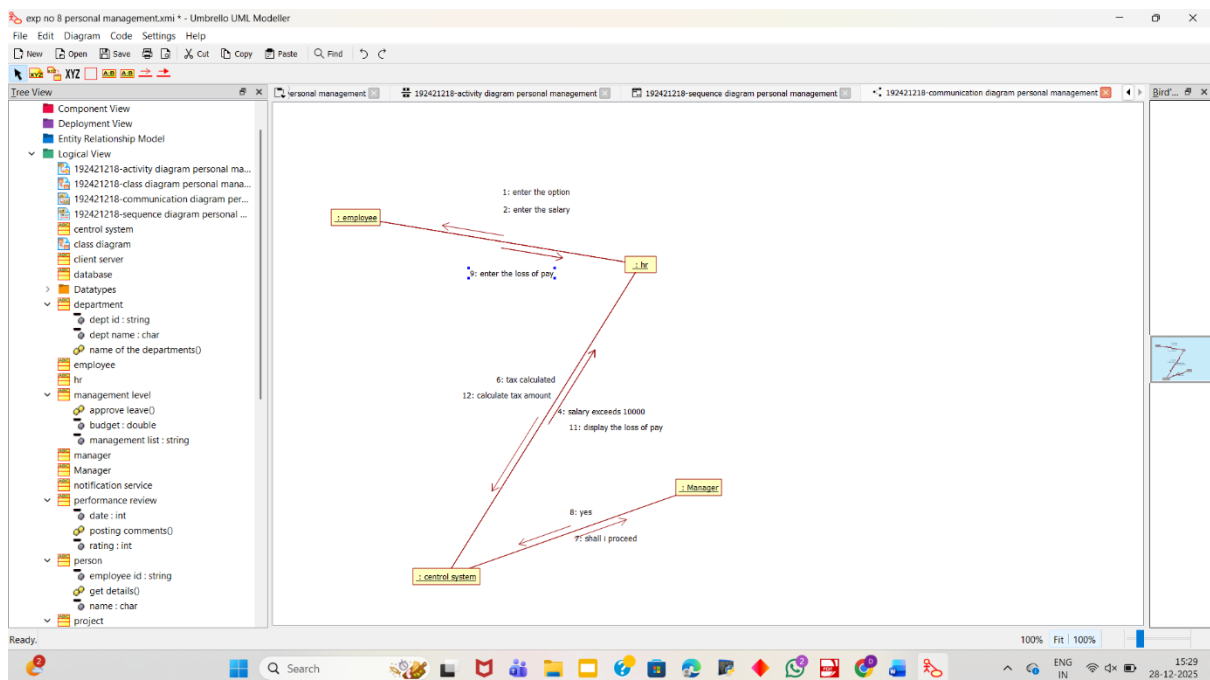 exp no 8 personal management.xmi * - Umbrello UML Modeller
File Edit Diagram Code Settings Help
New Open Save Cut Copy Paste Find
XYZ XYZ A.B A.B
Tree View
ersonal management 192421218-activity diagram personal management 192421218-sequence diagram personal management 192421218-communication diagram personal management
Bird'...
Component View
Deployment View
Entity Relationship Model
Logical View
192421218-activity diagram personal ma...
192421218-class diagram personal mana...
192421218-communication diagram per...
192421218-sequence diagram personal ...
centrol system
class diagram
client server
database
Datatypes
department
dept id : string
dept name : char
name of the departments()
employee
hr
management level
approve leave()
budget : double
management list : string
manager
Manager
notification service
performance review
date : int
posting comments()
rating : int
person
employee id : string
get details()
name : char
project
1: enter the option
2: enter the salary
: employee
: hr
9: enter the loss of pay
6: tax calculated
12: calculate tax amount
4: salary exceeds 10000
11: display the loss of pay
: Manager
8: yes
7: shall i proceed
: centrol system
Ready.
100% Fit 100%
Search
ENG
IN
15:29
28-12-2025